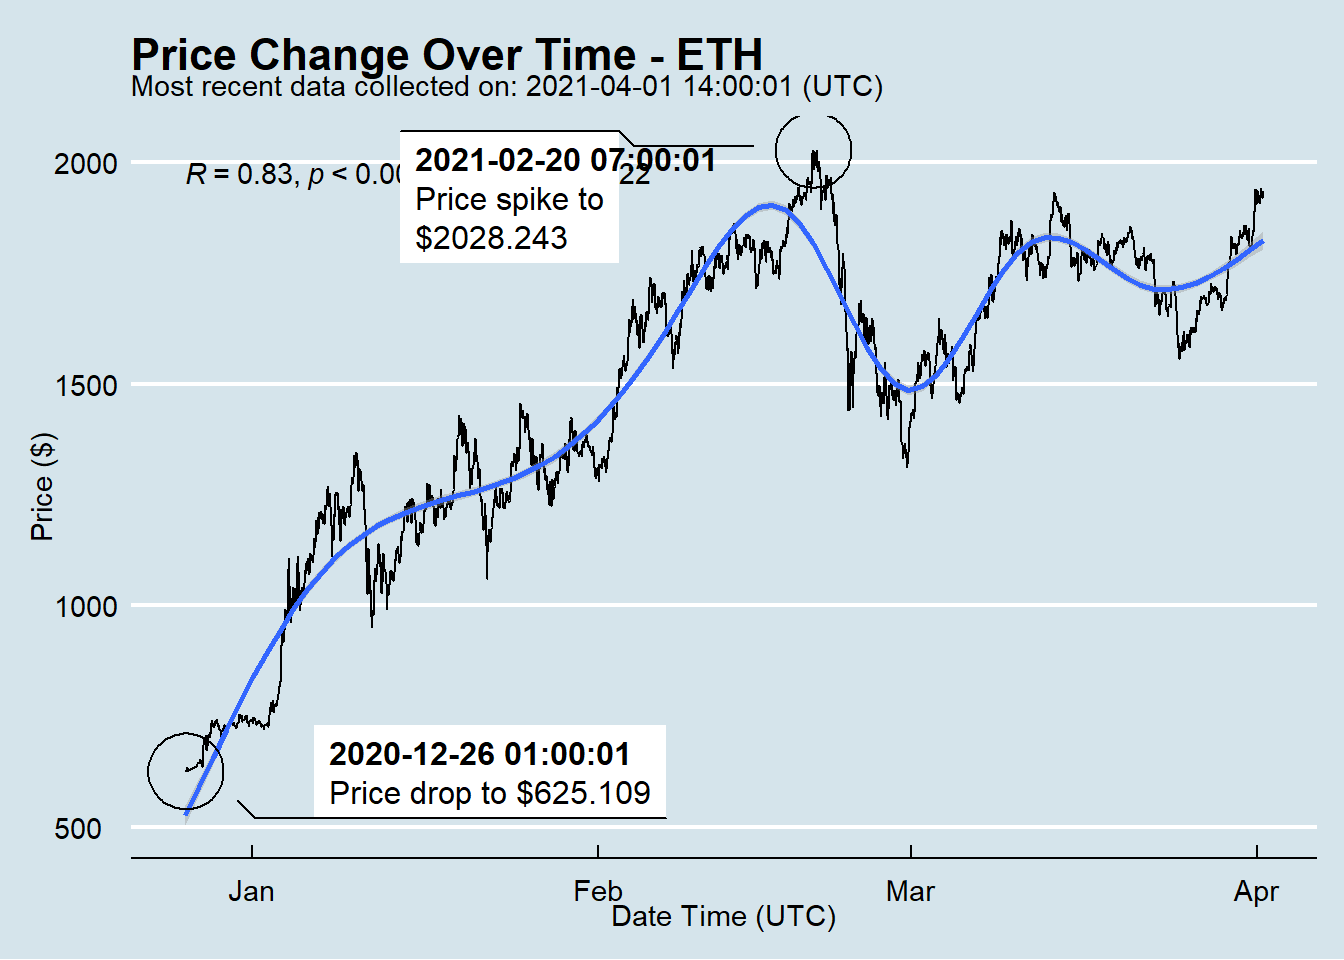 Price Change Over Time - ETH
Most recent data collected on: 2021-04-01 14:00:01 (UTC)
2021-02-20 07:00:01
Price spike to
$2028.243
R = 0.83, p < 0.00
22
2000
1500
1000
500
Price ($)
2020-12-26 01:00:01
Price drop to $625.109
Jan Feb Mar Apr
Date Time (UTC)